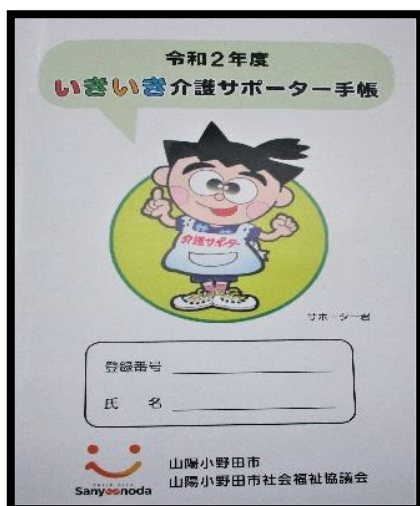 令和2年度
いきいき介護サポーター手帳
介護サポーター
サポーター君
登録番号
氏　名
Sanyoonoda
山陽小野田市
山陽小野田市社会福祉協議会